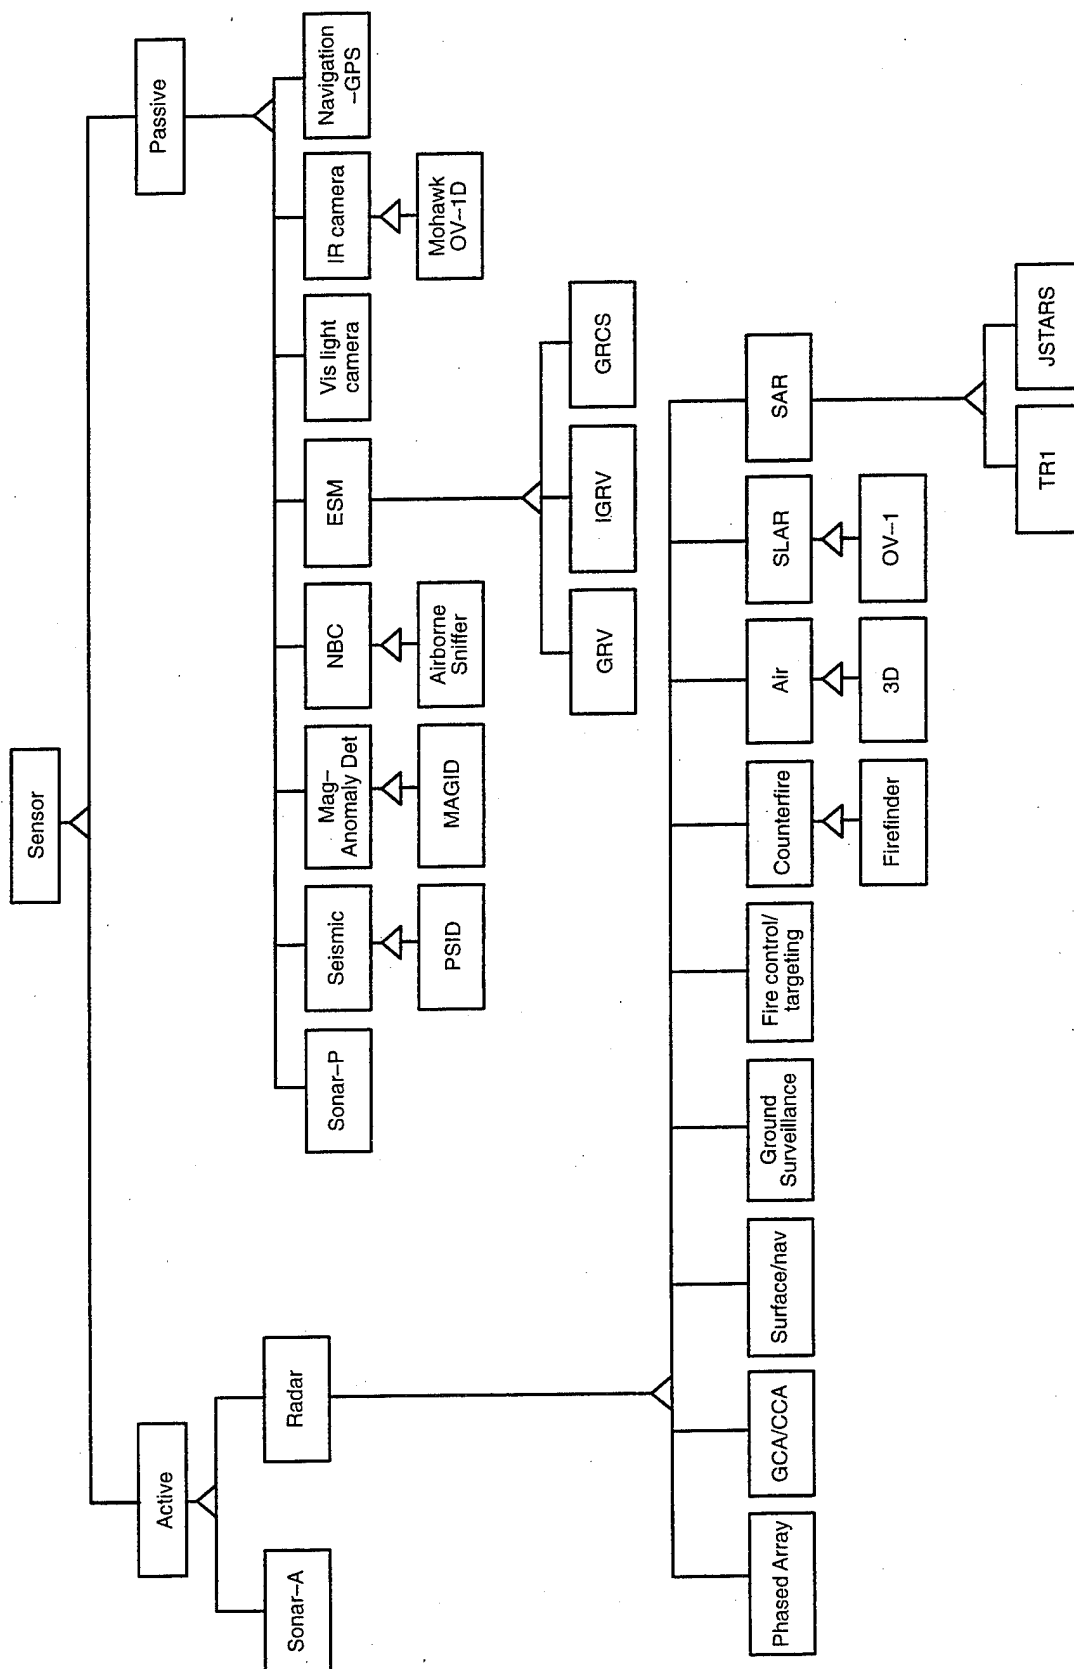 Sensor
Active
Passive
Sonar–A
Radar
Sonar–P
Seismic
Mag–
Anomaly Det
NBC
ESM
Vis light
camera
IR camera
Navigation
–GPS
PSID
MAGID
Airborne
Sniffer
Mohawk
OV–1D
GRV
IGRV
GRCS
Phased Array
GCA/CCA
Surface/nav
Ground
Surveillance
Fire control/
targeting
Counterfire
Air
SLAR
SAR
Firefinder
3D
OV–1
TR1
JSTARS